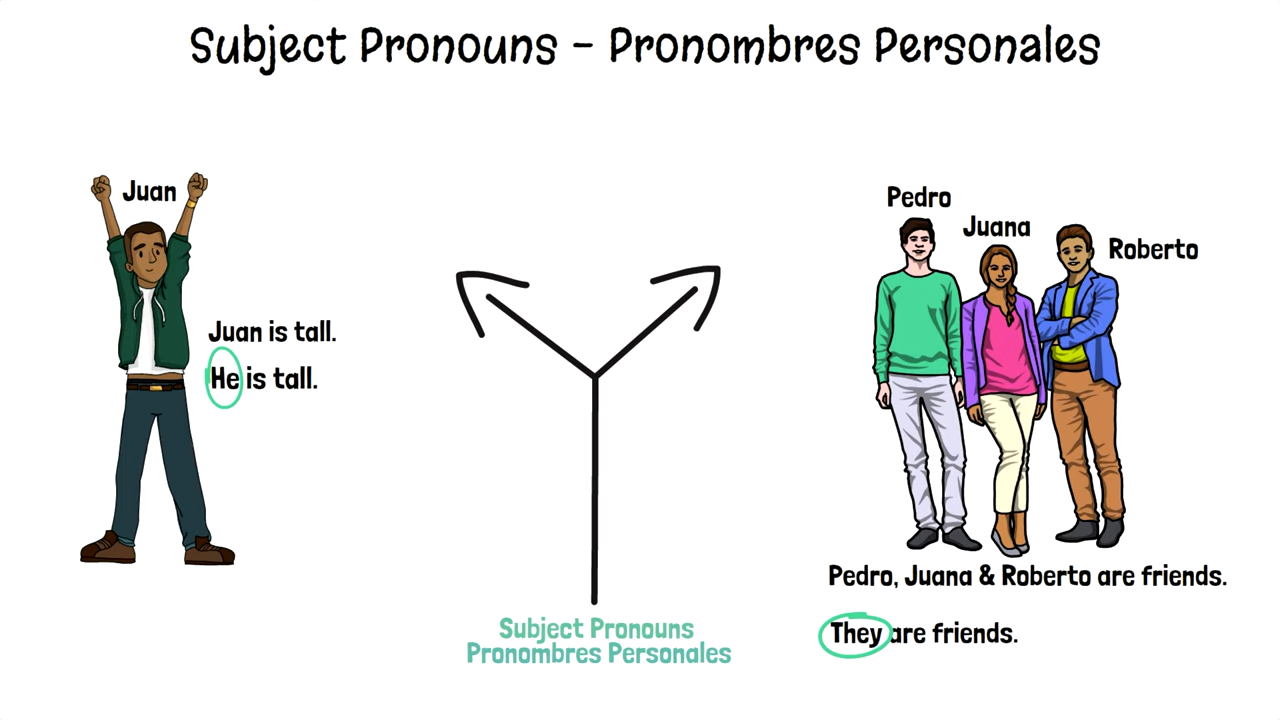 Subject Pronouns - Pronombres Personales
Juan
Juan is tall.
He is tall.
Subject Pronouns
Pronombres Personales
Pedro
Juana
Roberto
Pedro, Juana & Roberto are friends.
They are friends.